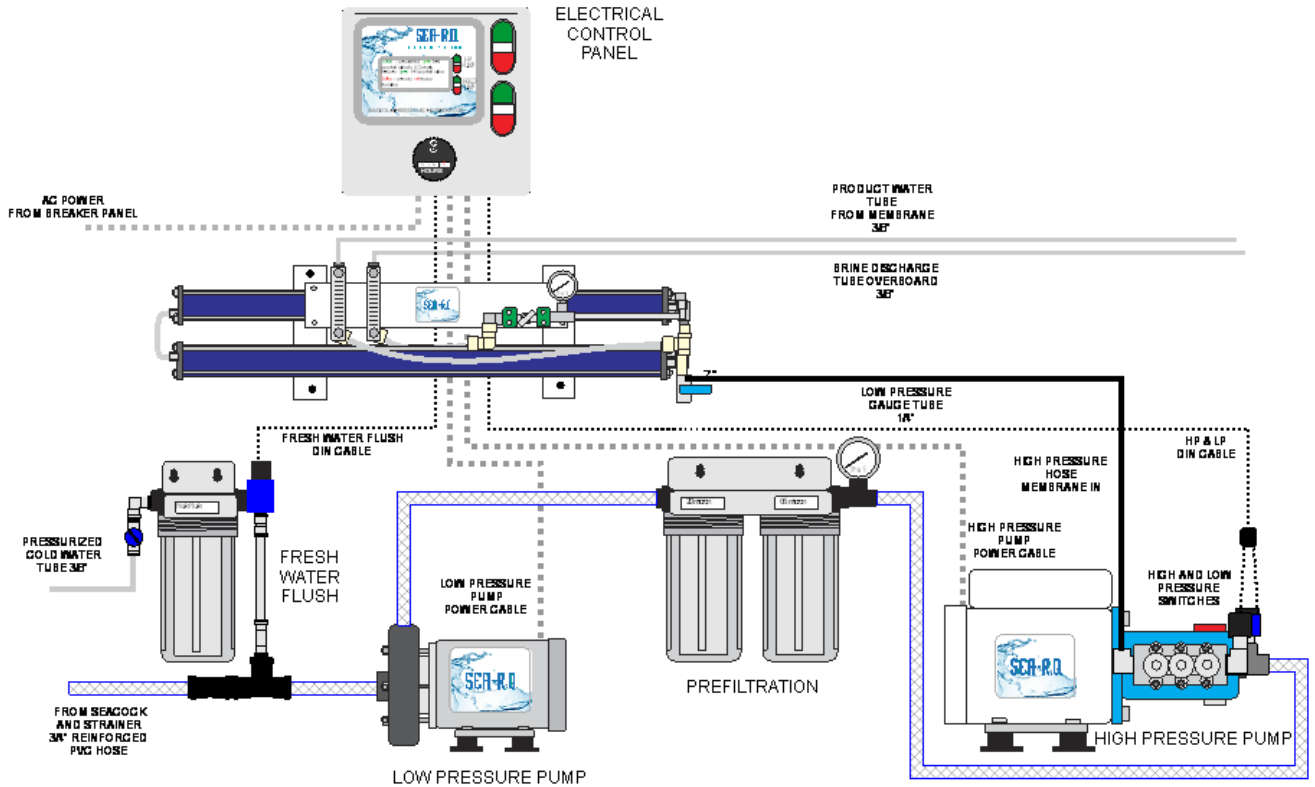 ELECTRICAL
CONTROL
PANEL
SEA-R.O.
HOURS
AC POWER
FROM BREAKER PANEL
PRODUCT WATER
TUBE
FROM MEMBRANE
3/8"
BRINE DISCHARGE
TUBE OVERBOARD
3/8"
SEA-R.O.
LOW PRESSURE
GAUGE TUBE
1/4"
FRESH WATER FLUSH
DIN CABLE
HP & LP
DIN CABLE
HIGH PRESSURE
HOSE
MEMBRANE IN
PRESSURIZED
COLD WATER
TUBE 3/8"
FRESH
WATER
FLUSH
HIGH PRESSURE
PUMP
POWER CABLE
LOW PRESSURE
PUMP
POWER CABLE
HIGH AND LOW
PRESSURE
SWITCHES
SEA-R.O.
SEA-R.O.
PREFILTRATION
FROM SEACOCK
AND STRAINER
3/4" REINFORCED
PVC HOSE
HIGH PRESSURE PUMP
LOW PRESSURE PUMP